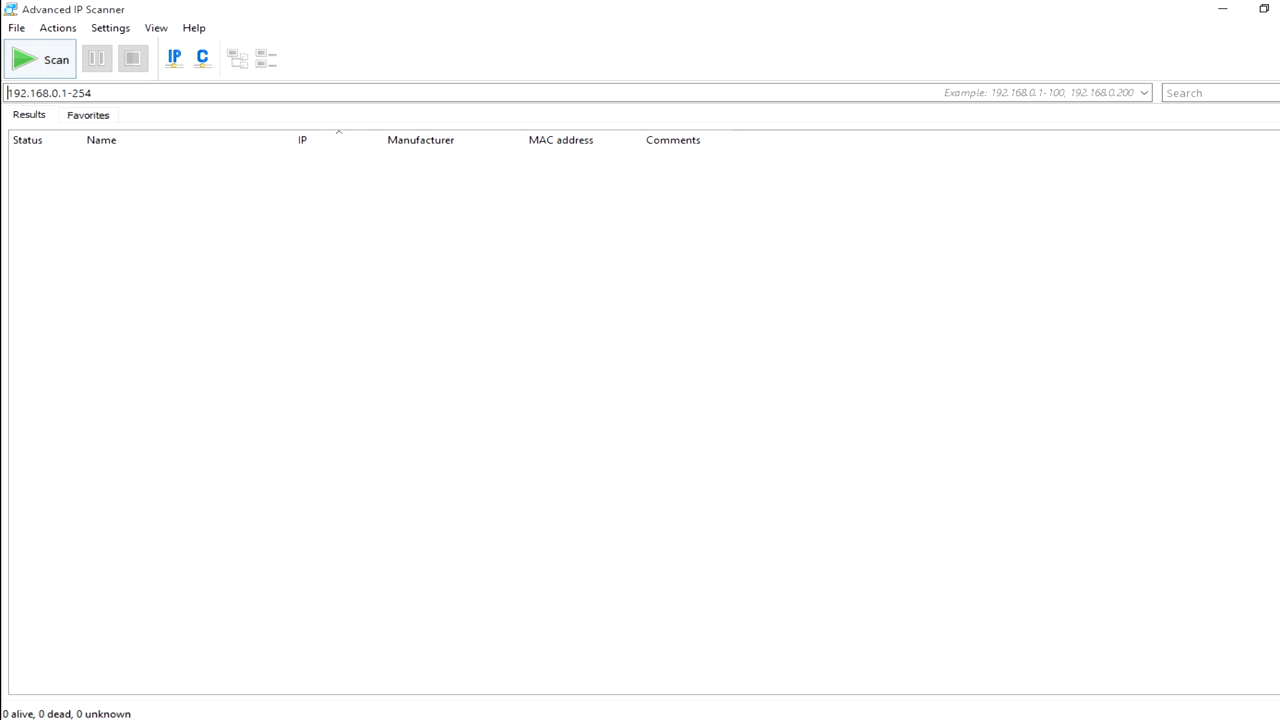 Advanced IP Scanner
File Actions Settings View Help
Scan IP C
192.168.0.1-254 Example: 192.168.0.1-100, 192.168.0.200 Search
Results Favorites
Status Name IP Manufacturer MAC address Comments
0 alive, 0 dead, 0 unknown